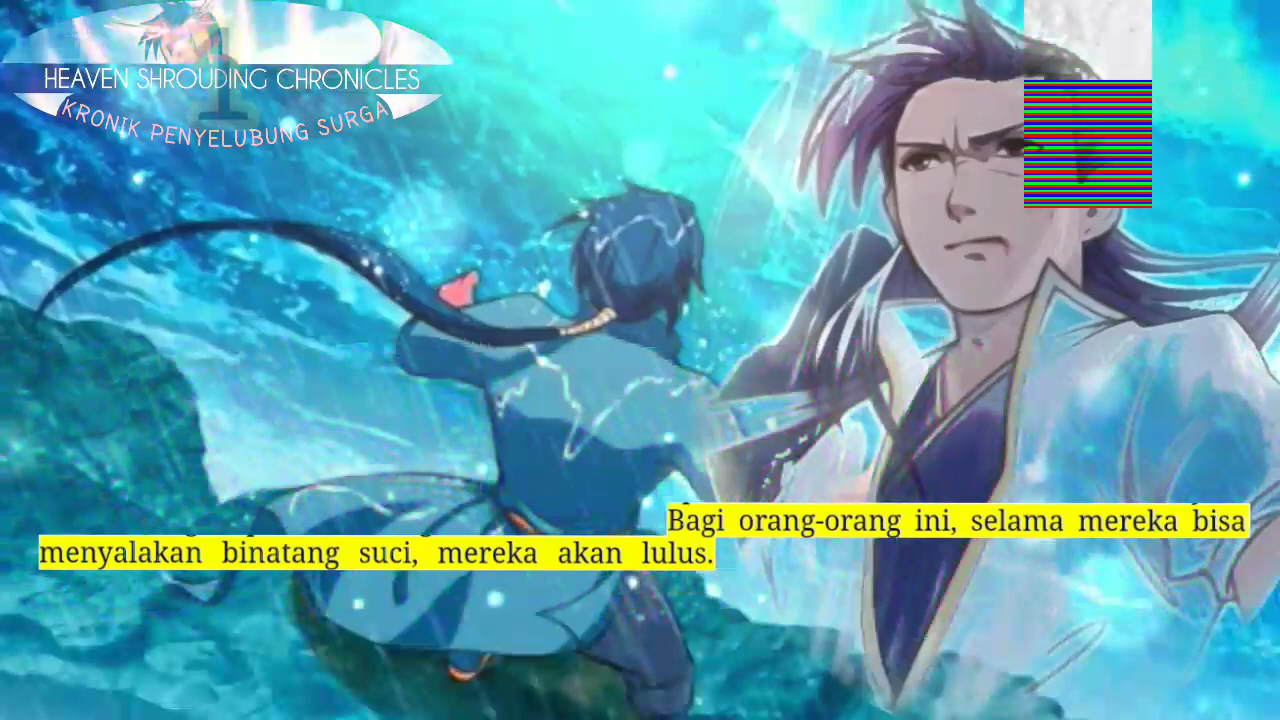 HEAVEN SHROUDING CHRONICLES
1
KRONIK PENYELUBUNG SURGA
Bagi orang-orang ini, selama mereka bisa
menyalakan binatang suci, mereka akan lulus.